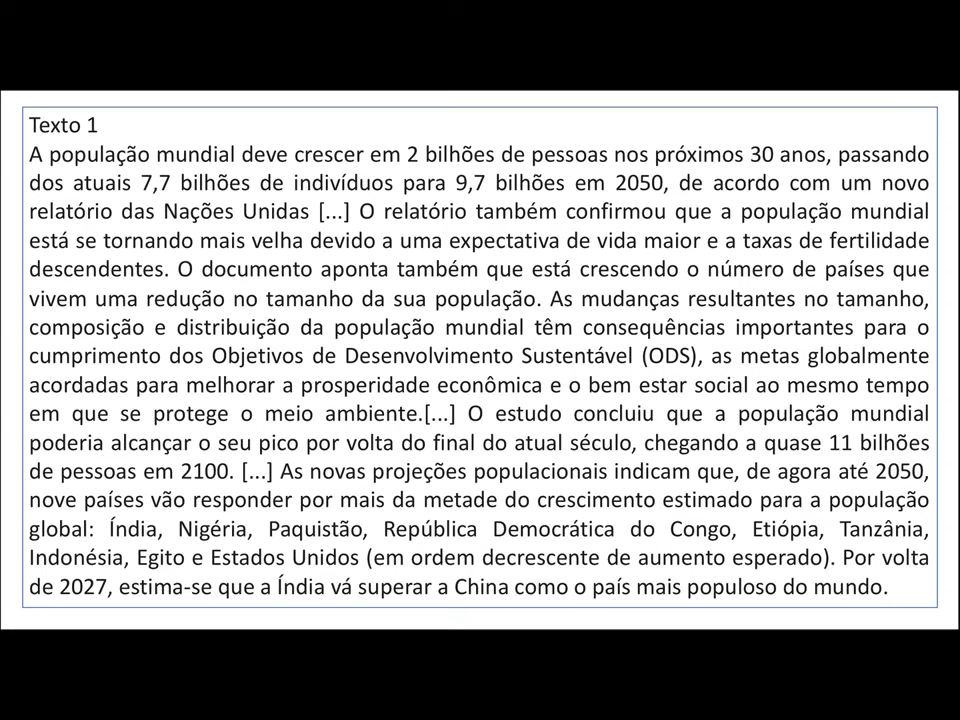 Texto 1
A população mundial deve crescer em 2 bilhões de pessoas nos próximos 30 anos, passando
dos atuais 7,7 bilhões de indivíduos para 9,7 bilhões em 2050, de acordo com um novo
relatório das Nações Unidas [...] O relatório também confirmou que a população mundial
está se tornando mais velha devido a uma expectativa de vida maior e a taxas de fertilidade
descendentes. O documento aponta também que está crescendo o número de países que
vivem uma redução no tamanho da sua população. As mudanças resultantes no tamanho,
composição e distribuição da população mundial têm consequências importantes para o
cumprimento dos Objetivos de Desenvolvimento Sustentável (ODS), as metas globalmente
acordadas para melhorar a prosperidade econômica e o bem estar social ao mesmo tempo
em que se protege o meio ambiente.[...] O estudo concluiu que a população mundial
poderia alcançar o seu pico por volta do final do atual século, chegando a quase 11 bilhões
de pessoas em 2100. [...] As novas projeções populacionais indicam que, de agora até 2050,
nove países vão responder por mais da metade do crescimento estimado para a população
global: Índia, Nigéria, Paquistão, República Democrática do Congo, Etiópia, Tanzânia,
Indonésia, Egito e Estados Unidos (em ordem decrescente de aumento esperado). Por volta
de 2027, estima-se que a Índia vá superar a China como o país mais populoso do mundo.